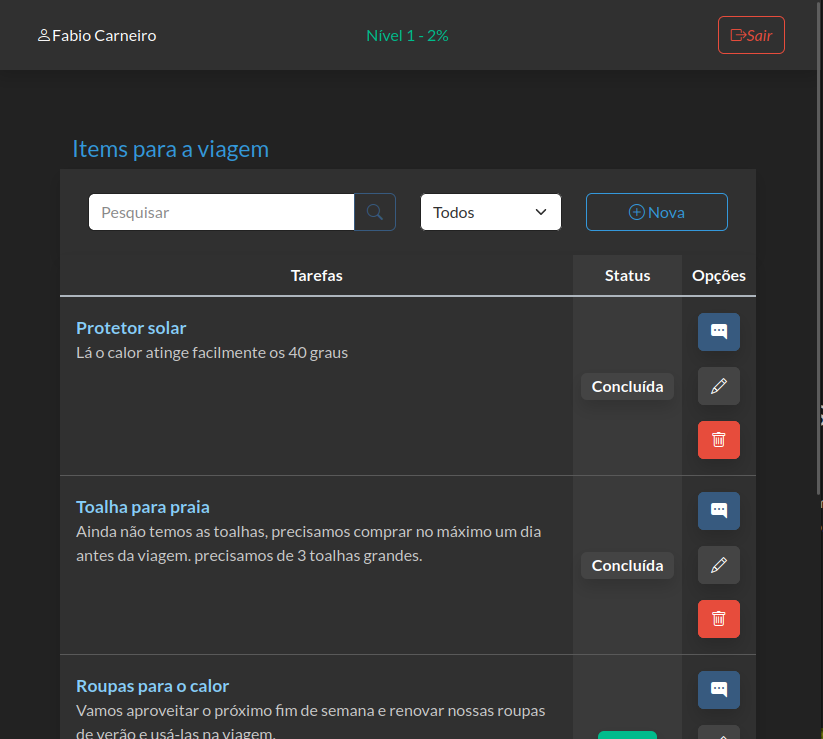 Fabio Carneiro
Nível 1 - 2%
Sair
Items para a viagem
Pesquisar
Todos
Nova
Tarefas
Status
Opções
Protetor solar
Lá o calor atinge facilmente os 40 graus
Concluída
Toalha para praia
Ainda não temos as toalhas, precisamos comprar no máximo um dia
antes da viagem. precisamos de 3 toalhas grandes.
Concluída
Roupas para o calor
Vamos aproveitar o próximo fim de semana e renovar nossas roupas
de verão e usá-las na viagem.